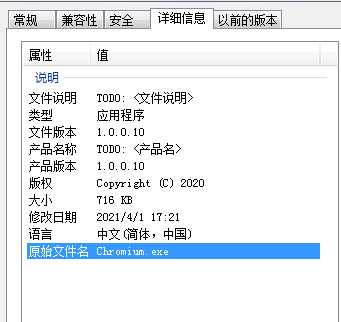 常规 兼容性 安全 详细信息 以前的版本
属性 值
说明
文件说明 TODO: <文件说明>
类型 应用程序
文件版本 1.0.0.10
产品名称 TODO: <产品名>
产品版本 1.0.0.10
版权 Copyright (C) 2020
大小 716 KB
修改日期 2021/4/1 17:21
语言 中文(简体，中国)
原始文件名 Chromium.exe